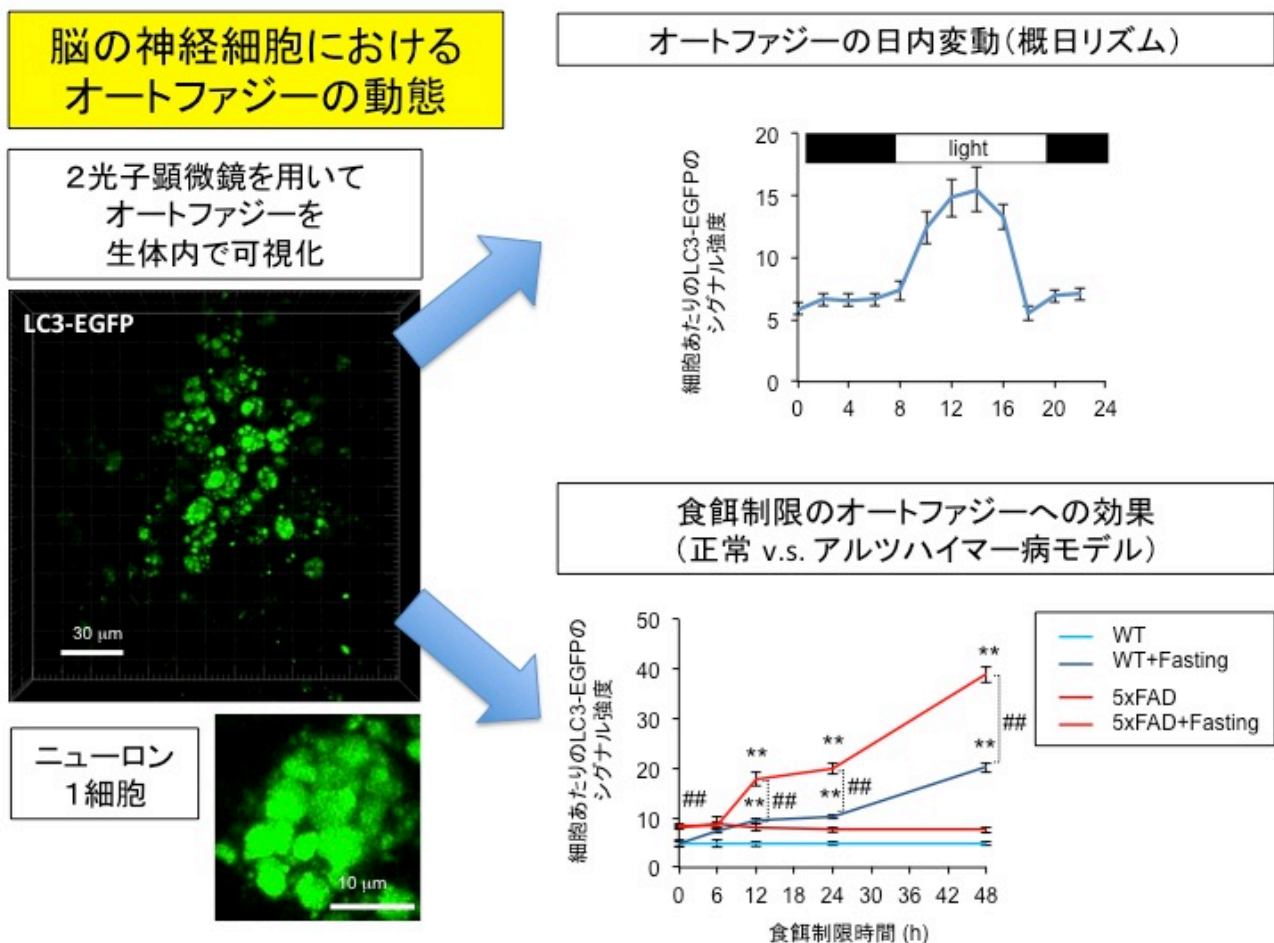 脳の神経細胞における
オートファジーの動態
2光子顕微鏡を用いて
オートファジーを
生体内で可視化
LC3-EGFP
30 μm
ニューロン
1細胞
10 μm
オートファジーの日内変動(概日リズム)
細胞あたりのLC3-EGFPの
シグナル強度
20
15
10
5
0
light
0 4 8 12 16 20 24
食餌制限のオートファジーへの効果
(正常 v.s. アルツハイマー病モデル)
細胞あたりのLC3-EGFPの
シグナル強度
50
40
30
20
10
0
**
**
**
##
**
**
##
**
##
##
0 6 12 18 24 30 36 42 48
食餌制限時間 (h)
WT
WT+Fasting
5xFAD
5xFAD+Fasting